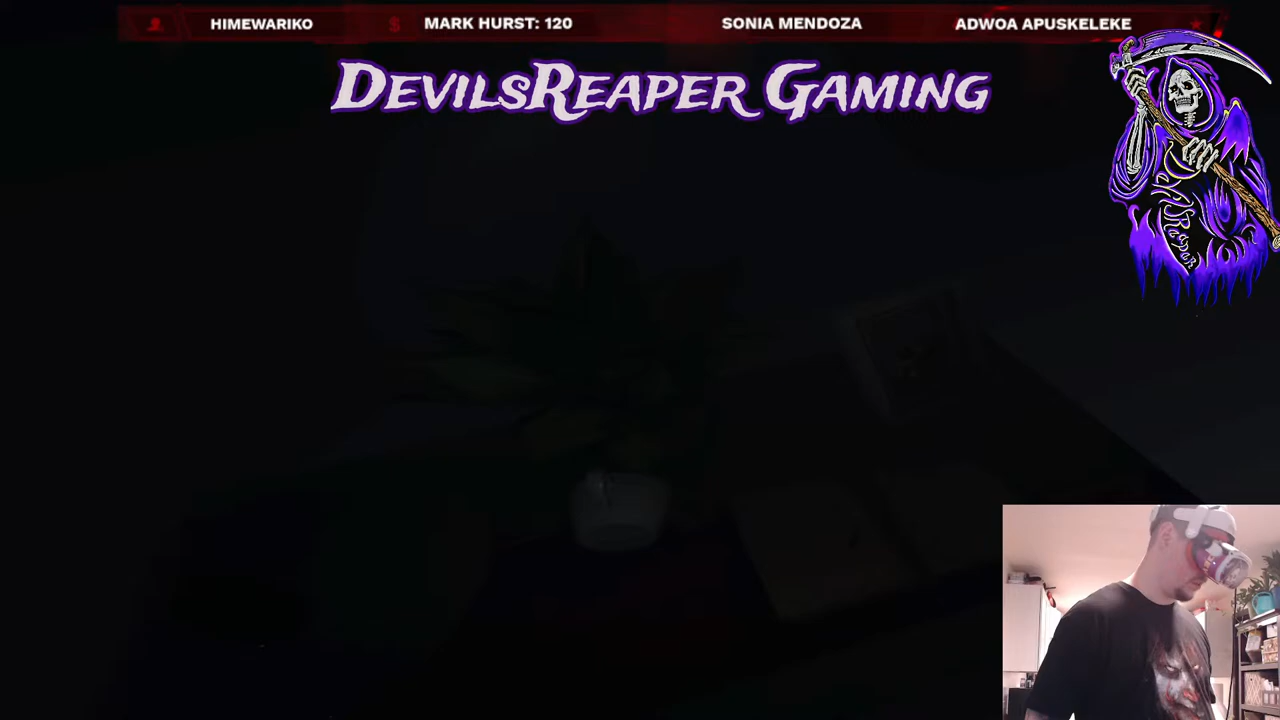 HIMEWARIKO
$
MARK HURST: 120
SONIA MENDOZA
ADWOA APUSKELEKE
DEVILSREAPER GAMING